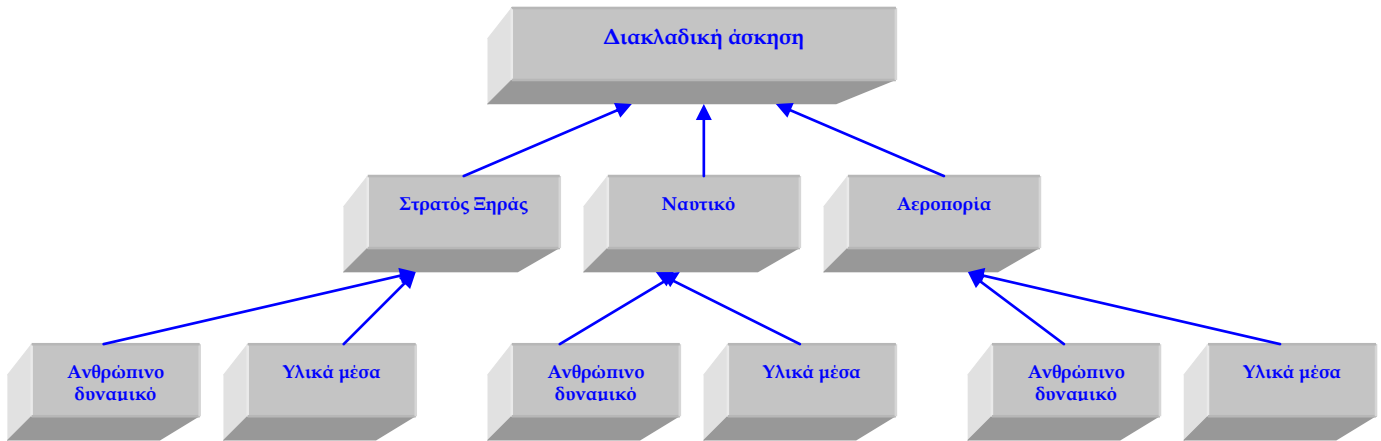 Διακλαδική άσκηση
Στρατός Ξηράς
Ναυτικό
Αεροπορία
Ανθρώπινο
δυναμικό
Υλικά μέσα
Ανθρώπινο
δυναμικό
Υλικά μέσα
Ανθρώπινο
δυναμικό
Υλικά μέσα